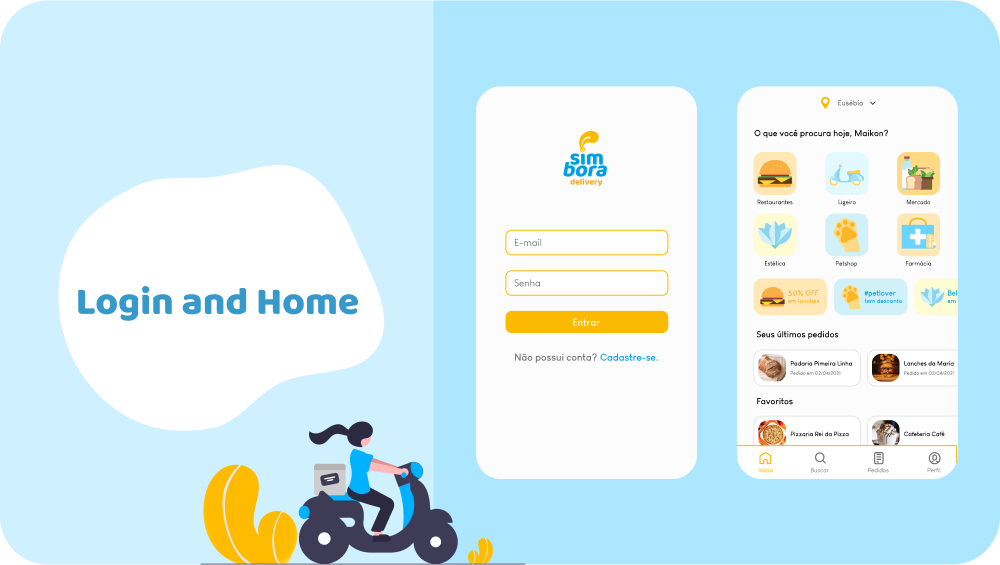 Login and Home
sim
bora
delivery
E-mail
Senha
Entrar
Não possui conta? Cadastre-se.
Eusébio
O que você procura hoje, Maikon?
Restaurantes
Ligeiro
Mercado
Estética
Petshop
Farmácia
50% OFF
em lanches
#petlover
tem desconto
Bel
em
Seus últimos pedidos
Padaria Pimeira Linha
Pedido em 02/04/2021
Lanches da Maria
Pedido em 02/04/2021
Favoritos
Pizzaria Rei da Pizza
Cafeteria Café
Início
Buscar
Pedidos
Perfil